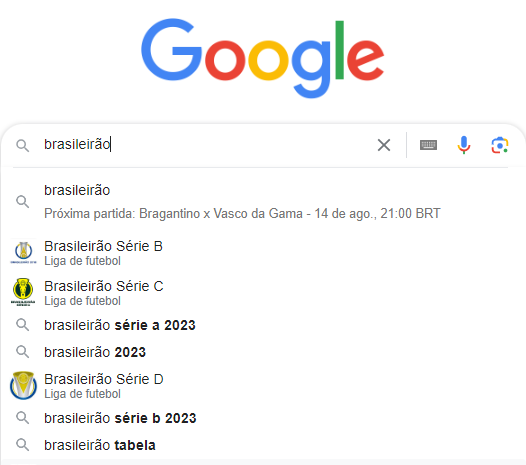 Google
brasileirão
brasileirão
Próxima partida: Bragantino x Vasco da Gama - 14 de ago., 21:00 BRT
Brasileirão Série B
Liga de futebol
Brasileirão Série C
Liga de futebol
brasileirão série a 2023
brasileirão 2023
Brasileirão Série D
Liga de futebol
brasileirão série b 2023
brasileirão tabela